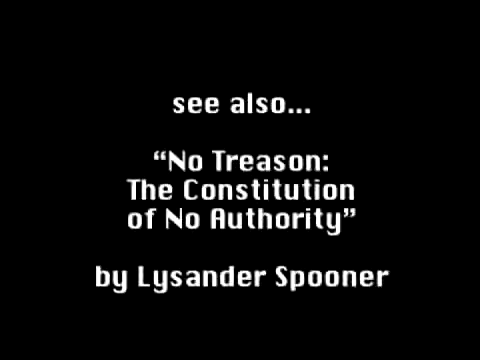 see also...
“No Treason:
The Constitution
of No Authority”
by Lysander Spooner